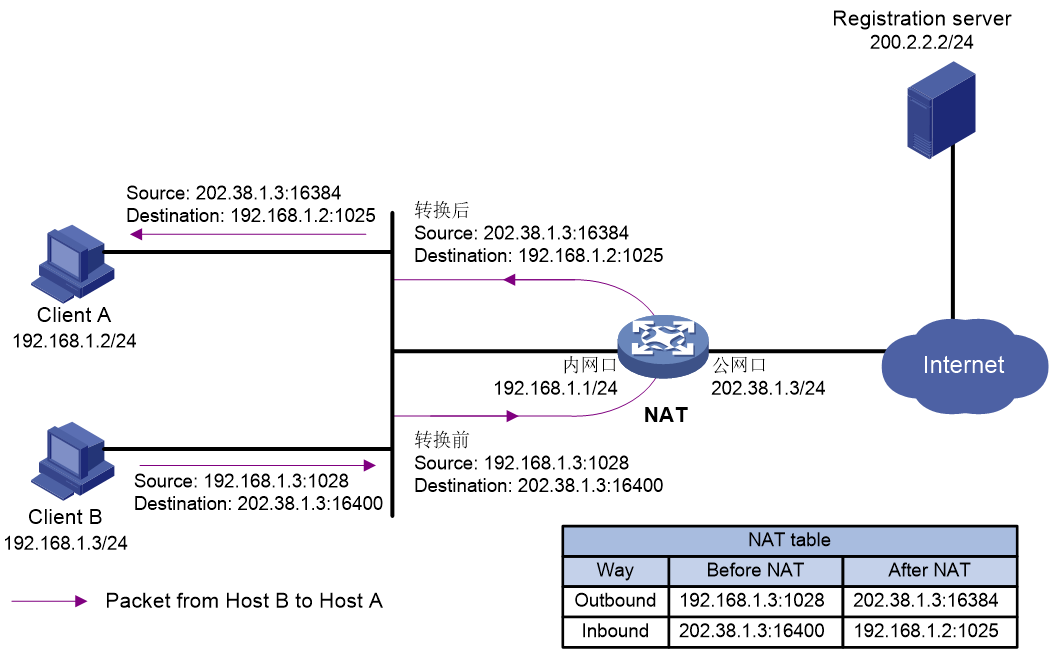 Registration server
200.2.2.2/24
Source: 202.38.1.3:16384
Destination: 192.168.1.2:1025
转换后
Source: 202.38.1.3:16384
Destination: 192.168.1.2:1025
Client A
192.168.1.2/24
内网口
192.168.1.1/24
公网口
202.38.1.3/24
Internet
NAT
转换前
Source: 192.168.1.3:1028
Destination: 202.38.1.3:16400
Source: 192.168.1.3:1028
Destination: 202.38.1.3:16400
Client B
192.168.1.3/24
Packet from Host B to Host A
NAT table
Way Before NAT After NAT
Outbound 192.168.1.3:1028 202.38.1.3:16384
Inbound 202.38.1.3:16400 192.168.1.2:1025